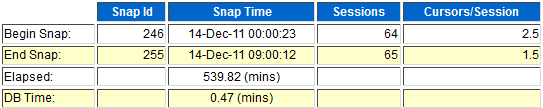 Snap Id Snap Time Sessions Cursors/Session
Begin Snap: 246 14-Dec-11 00:00:23 64 2.5
End Snap: 255 14-Dec-11 09:00:12 65 1.5
Elapsed: 539.82 (mins)
DB Time: 0.47 (mins)